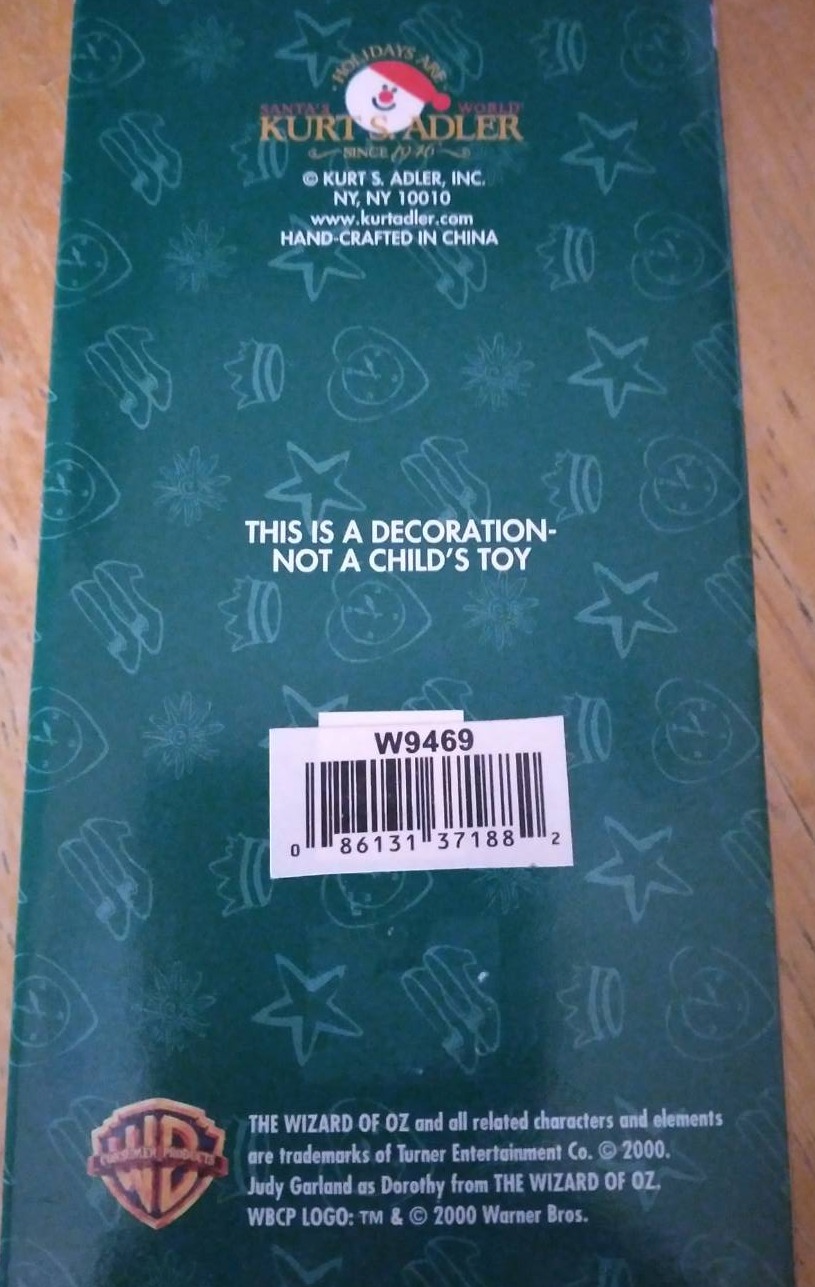 HOLIDAYS ARE
SANTA'S WORLD
KURT S. ADLER
SINCE 1946
© KURT S. ADLER, INC.
NY, NY 10010
www.kurtadler.com
HAND-CRAFTED IN CHINA
THIS IS A DECORATION-
NOT A CHILD'S TOY
W9469
0 86131 37188 2
WB
CONSUMER PRODUCTS
THE WIZARD OF OZ and all related characters and elements
are trademarks of Turner Entertainment Co. © 2000.
Judy Garland as Dorothy from THE WIZARD OF OZ.
WBCP LOGO: TM & © 2000 Warner Bros.